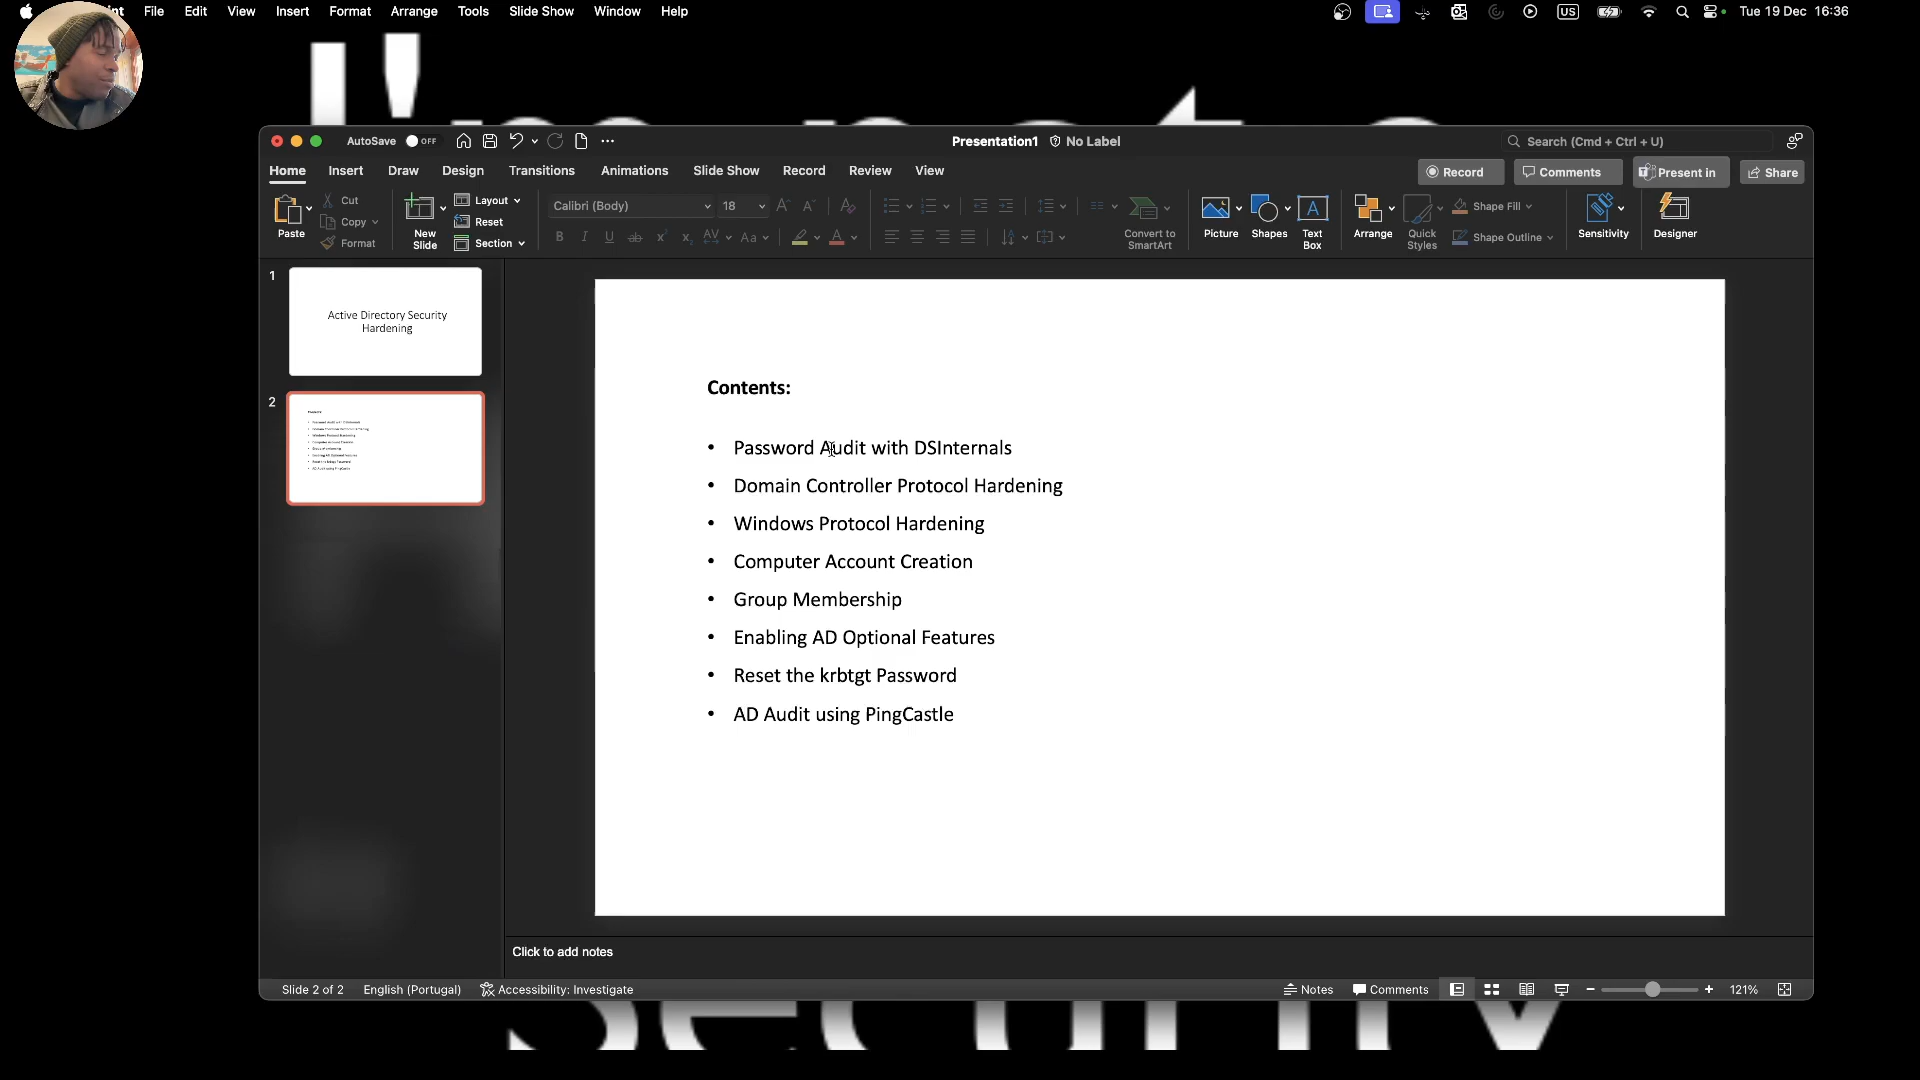 File Edit View Insert Format Arrange Tools Slide Show Window Help US Tue 19 Dec 16:36
AutoSave OFF Presentation1 No Label Search (Cmd + Ctrl + U)
Home Insert Draw Design Transitions Animations Slide Show Record Review View Record Comments Present in Share
Paste Cut Copy Format
New Slide Layout Reset Section
Calibri (Body) 18
Convert to SmartArt
Picture Shapes Text Box
Arrange Quick Styles Shape Fill Shape Outline
Sensitivity Designer
1
Active Directory Security
Hardening
2
Contents:
• Password Audit with DSInternals
• Domain Controller Protocol Hardening
• Windows Protocol Hardening
• Computer Account Creation
• Group Membership
• Enabling AD Optional Features
• Reset the krbtgt Password
• AD Audit using PingCastle
Click to add notes
Slide 2 of 2 English (Portugal) Accessibility: Investigate Notes Comments 121%
security